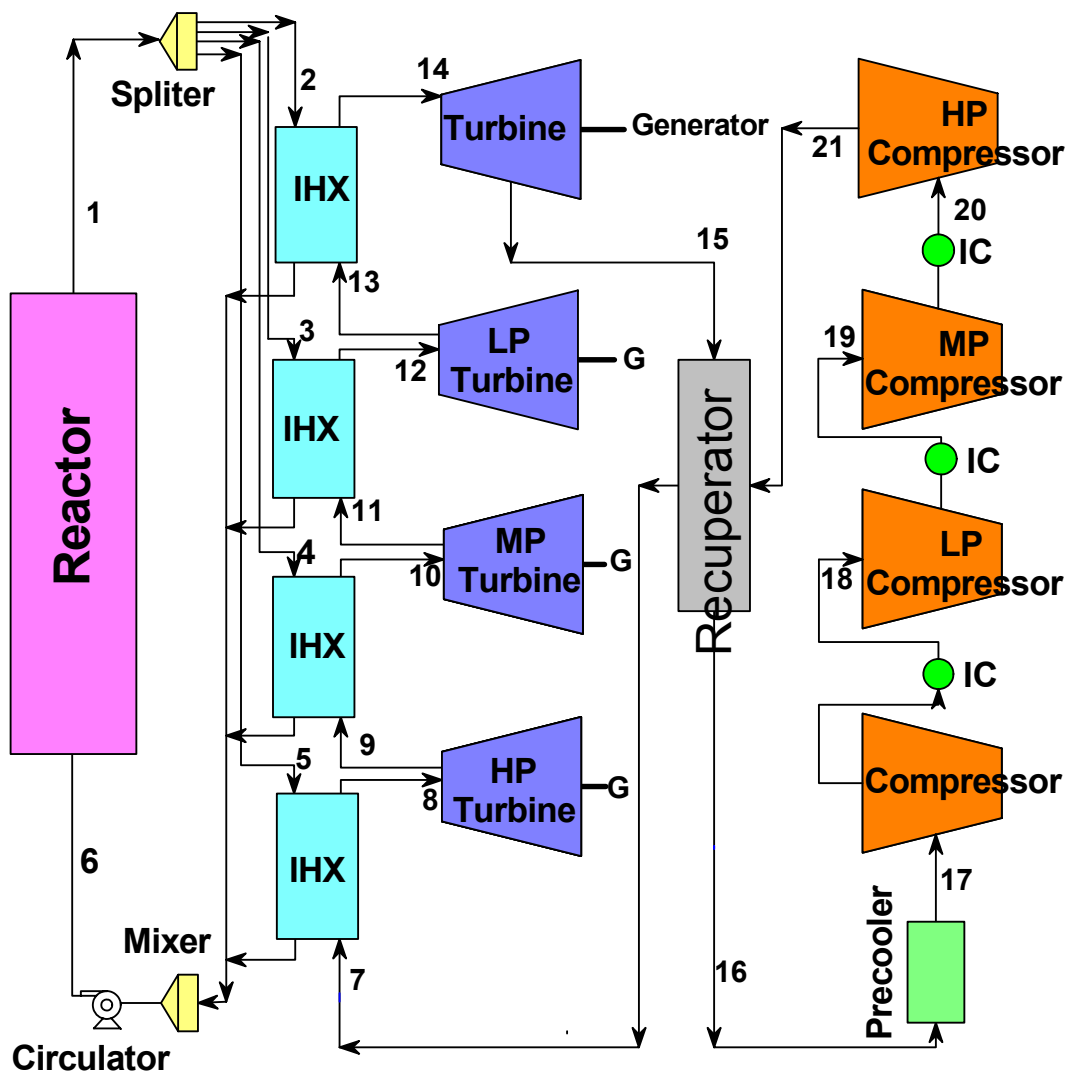 14
2
Spliter
Turbine
Generator
HP
Compressor
21
IHX
1
20
15
IC
13
3
LP
Turbine
G
12
19
MP
Compressor
IHX
Reactor
Recuperator
IC
11
4
MP
Turbine
G
10
LP
Compressor
18
IHX
IC
9
5
HP
Turbine
G
8
Compressor
6
IHX
17
Mixer
Precooler
7
16
Circulator